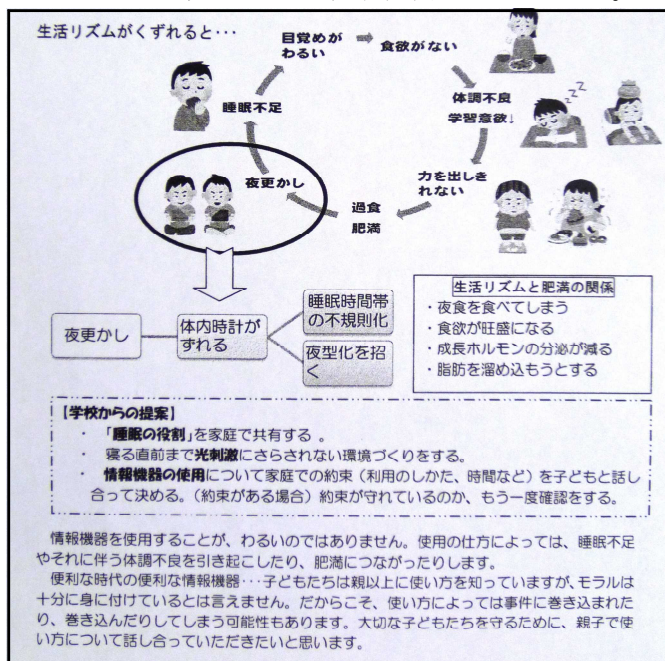 生活リズムがくずれると・・・
目覚めが
わるい
食欲がない
体調不良
学習意欲↓
力を出しき
れない
過食
肥満
夜更かし
睡眠不足
zzz
夜更かし
体内時計が
ずれる
睡眠時間帯
の不規則化
夜型化を招
く
生活リズムと肥満の関係
・夜食を食べてしまう
・食欲が旺盛になる
・成長ホルモンの分泌が減る
・脂肪を溜め込もうとする
【学校からの提案】
・ 「睡眠の役割」を家庭で共有する 。
・ 寝る直前まで光刺激にさらされない環境づくりをする。
・ 情報機器の使用について家庭での約束（利用のしかた、時間など）を子どもと話し
合って決める。（約束がある場合）約束が守れているのか、もう一度確認をする。
情報機器を使用することが、わるいのではありません。使用の仕方によっては、睡眠不足
やそれに伴う体調不良を引き起こしたり、肥満につながったりします。
便利な時代の便利な情報機器・・・子どもたちは親以上に使い方を知っていますが、モラルは
十分に身に付けているとは言えません。だからこそ、使い方によっては事件に巻き込まれた
り、巻き込んだりしてしまう可能性もあります。大切な子どもたちを守るために、親子で使
い方について話し合っていただきたいと思います。